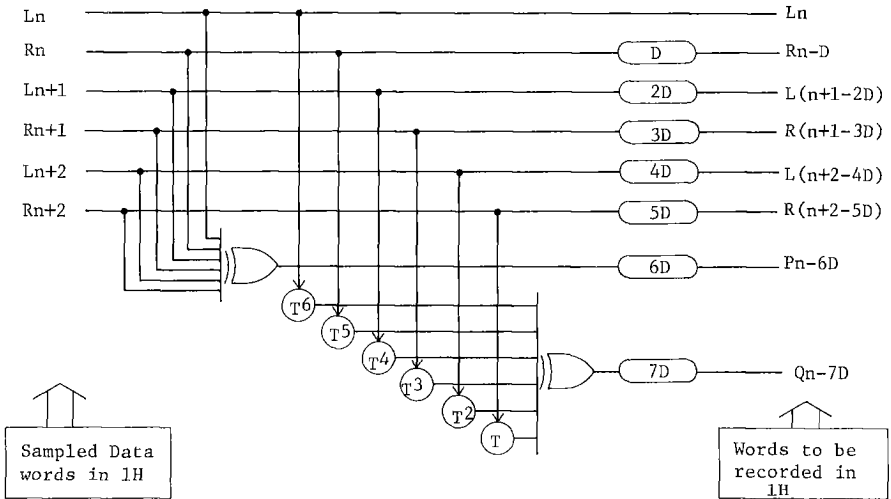 Ln Ln
Rn D Rn-D
Ln+1 2D L(n+1-2D)
Rn+1 3D R(n+1-3D)
Ln+2 4D L(n+2-4D)
Rn+2 5D R(n+2-5D)
6D Pn-6D
T6
T5
T4
T3
T2
T
7D Qn-7D
Sampled Data
words in 1H
Words to be
recorded in
1H